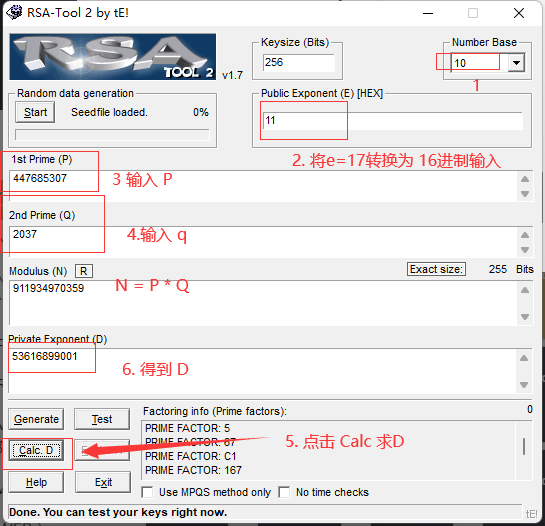 RSA-Tool 2 by tE!
RSA
TOOL 2
v1.7
Keysize (Bits)
256
Number Base
10
1
Random data generation
Start
Seedfile loaded.
0%
Public Exponent (E) [HEX]
11
2. 将e=17转换为 16进制输入
1st Prime (P)
447685307
3 输入 P
2nd Prime (Q)
2037
4.输入 q
Modulus (N)
R
Exact size:
255
Bits
911934970359
N = P * Q
Private Exponent (D)
53616899001
6. 得到 D
Generate
Test
Calc. D
Help
Exit
Factoring info (Prime factors):
0
PRIME FACTOR: 5
PRIME FACTOR: 67
PRIME FACTOR: C1
PRIME FACTOR: 167
5. 点击 Calc 求D
Use MPQS method only
No time checks
Done. You can test your keys right now.
tE!